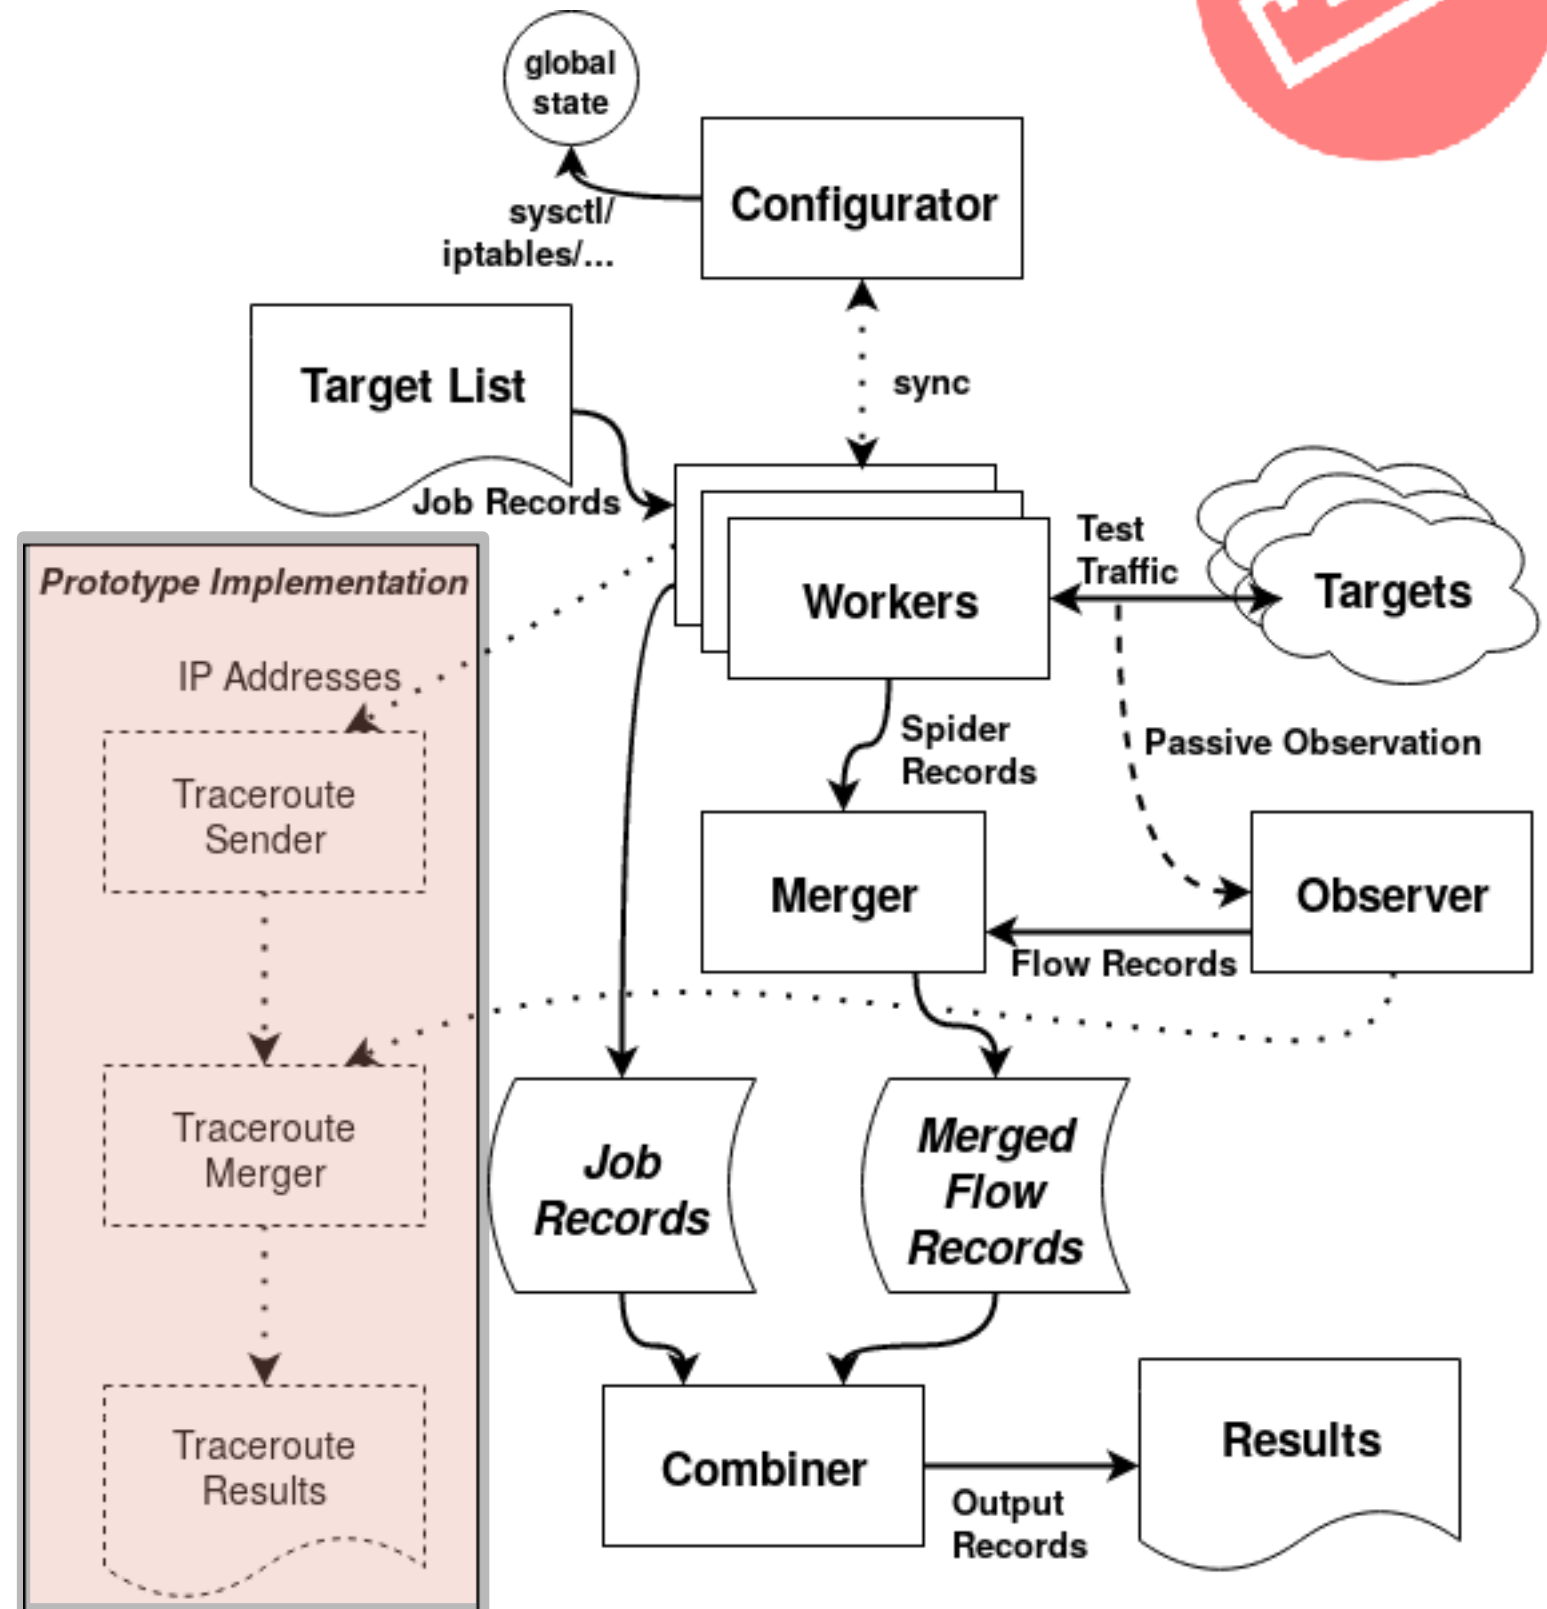 global
state
Configurator
sysctl/
iptables/...
Target List
sync
Job Records
Test
Traffic
Targets
Workers
Prototype Implementation
IP Addresses
Spider
Records
Passive Observation
Traceroute
Sender
Merger
Observer
Flow Records
Traceroute
Merger
Job
Records
Merged
Flow
Records
Traceroute
Results
Combiner
Results
Output
Records